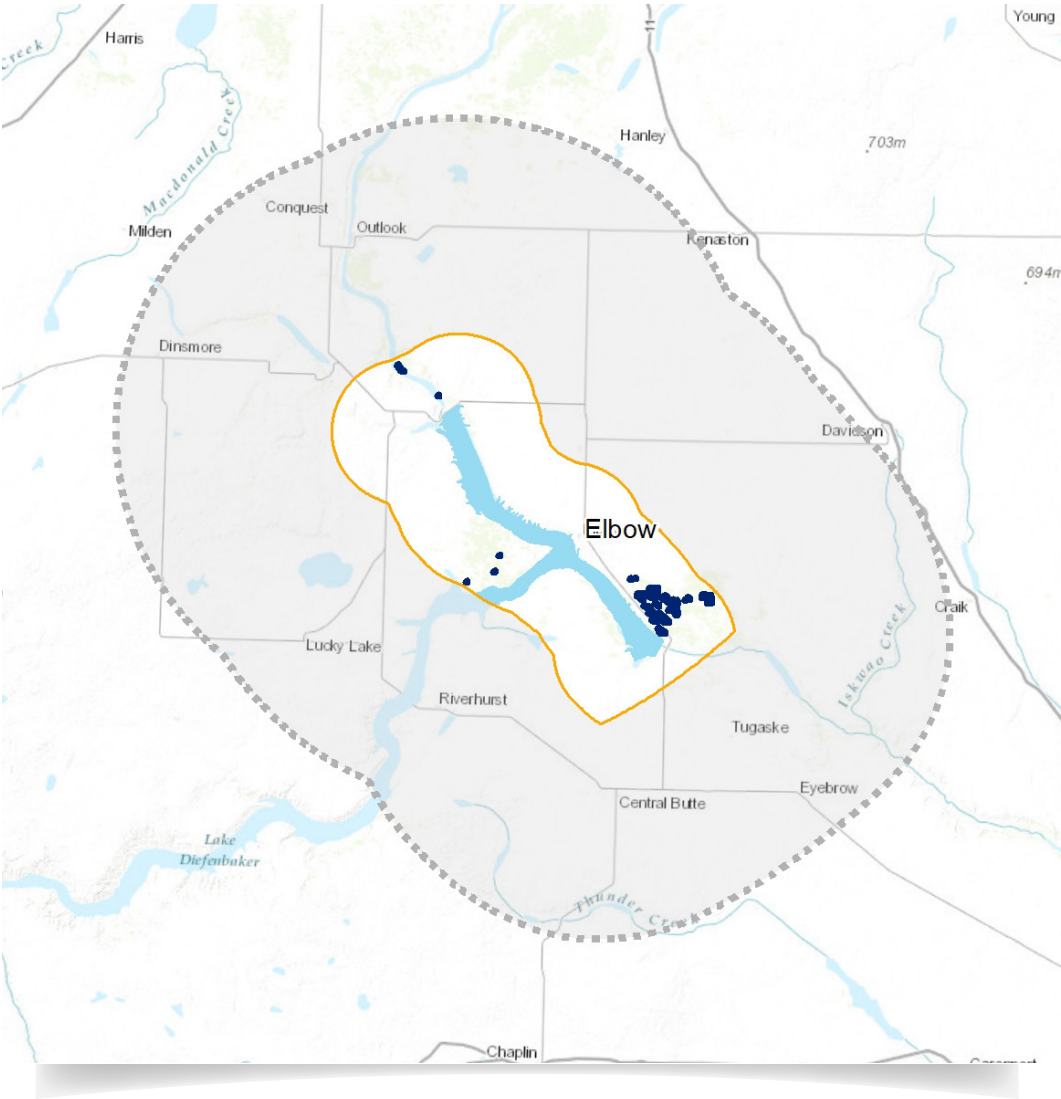 Young
Harris
Creek
11
Hanley
703m
Macdonald Creek
Conquest
Milden
Outlook
Kenaston
694m
Dinsmore
Davidson
Elbow
Craik
Iskwao Creek
Lucky Lake
Riverhurst
Tugaske
Eyebrow
Central Butte
Lake
Diefenbaker
Thunder Creek
Chaplin